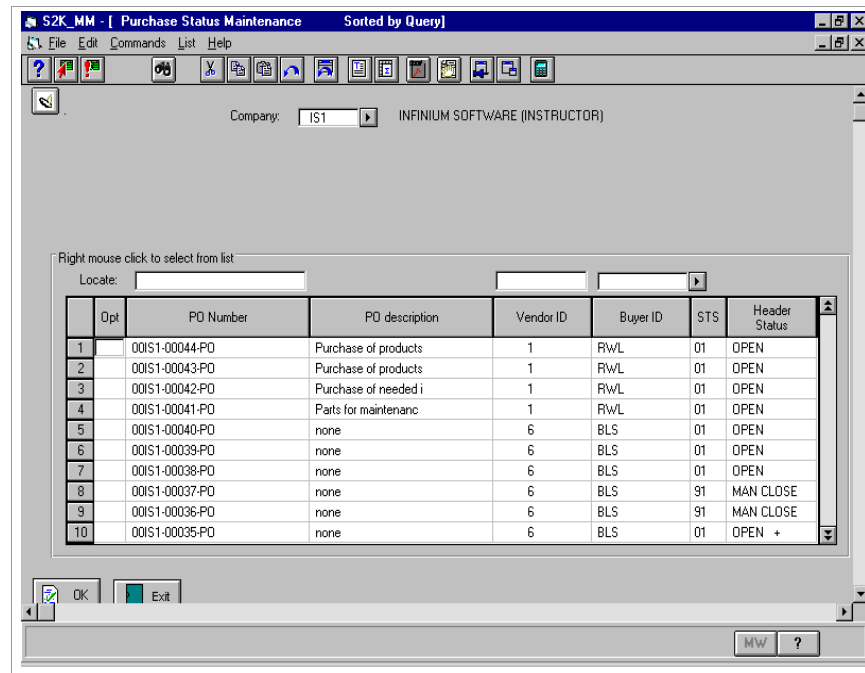 S2K_MM - [ Purchase Status Maintenance Sorted by Query]
File Edit Commands List Help
Company: IS1 INFINIUM SOFTWARE (INSTRUCTOR)
Right mouse click to select from list
Locate:
Opt PO Number PO description Vendor ID Buyer ID STS Header Status
1 00IS1-00044-PO Purchase of products 1 RWL 01 OPEN
2 00IS1-00043-PO Purchase of products 1 RWL 01 OPEN
3 00IS1-00042-PO Purchase of needed i 1 RWL 01 OPEN
4 00IS1-00041-PO Parts for maintenanc 1 RWL 01 OPEN
5 00IS1-00040-PO none 6 BLS 01 OPEN
6 00IS1-00039-PO none 6 BLS 01 OPEN
7 00IS1-00038-PO none 6 BLS 01 OPEN
8 00IS1-00037-PO none 6 BLS 91 MAN CLOSE
9 00IS1-00036-PO none 6 BLS 91 MAN CLOSE
10 00IS1-00035-PO none 6 BLS 01 OPEN +
OK Exit
MW ?